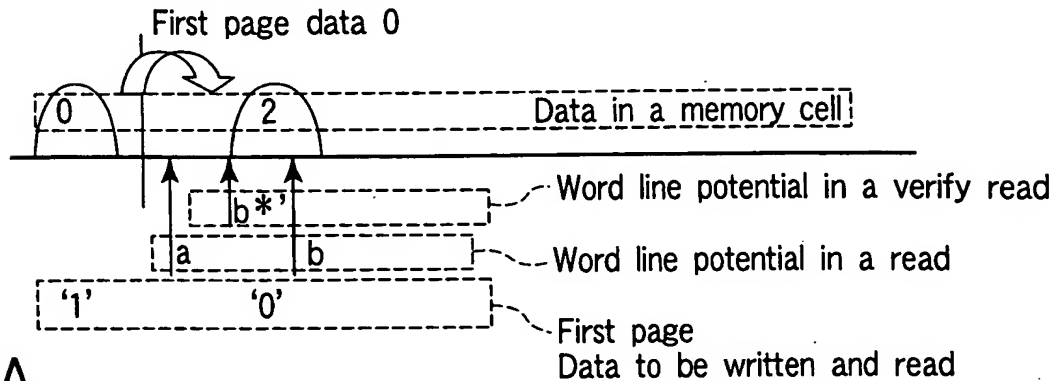 First page data 0
0 2 Data in a memory cell
b*' Word line potential in a verify read
a b Word line potential in a read
'1' '0'
First page
Data to be written and read